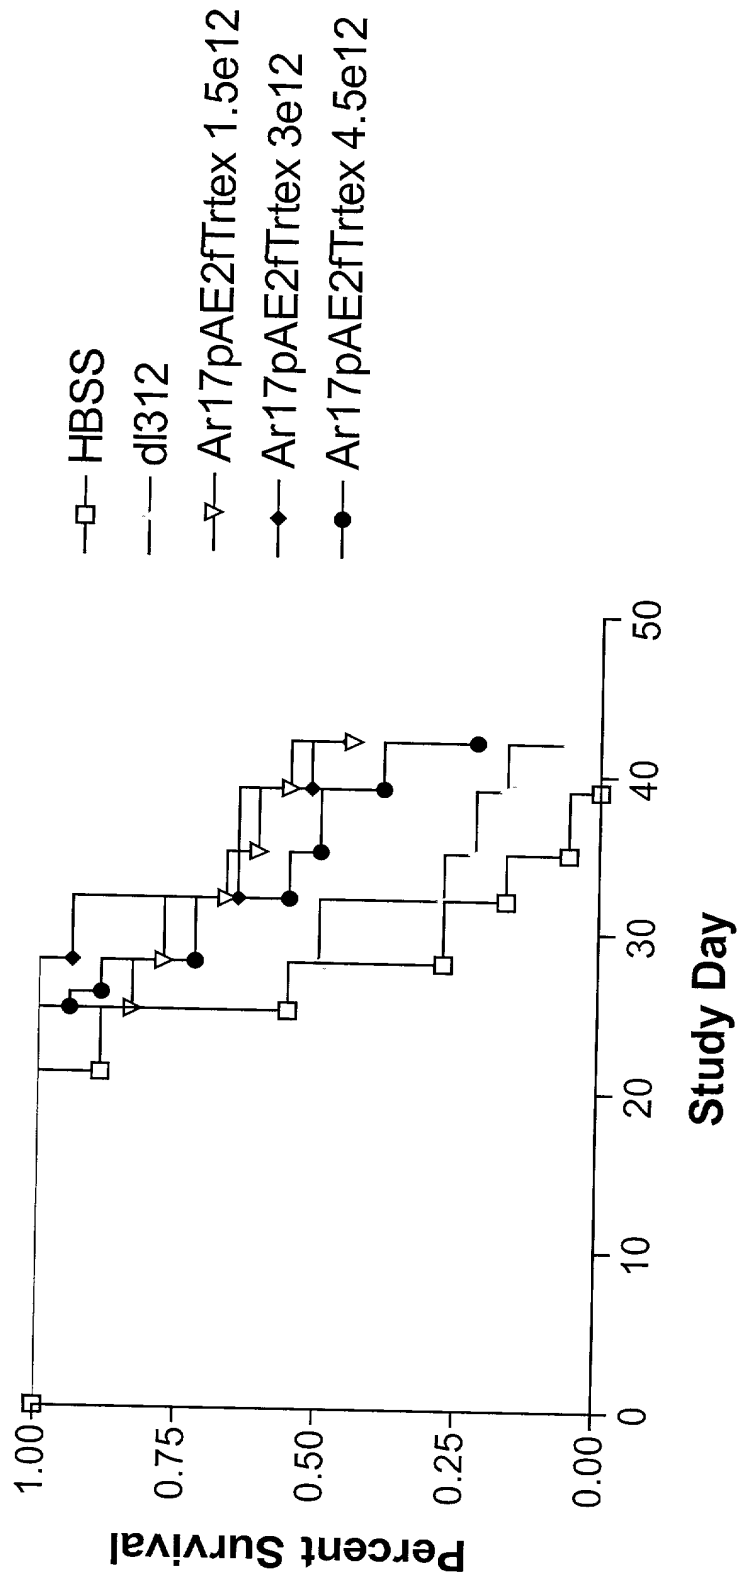 HBSS
dl312
Ar17pAE2fTrtex 1.5e12
Ar17pAE2fTrtex 3e12
Ar17pAE2fTrtex 4.5e12
Percent Survival
1.00
0.75
0.50
0.25
0.00
0
10
20
30
40
50
Study Day